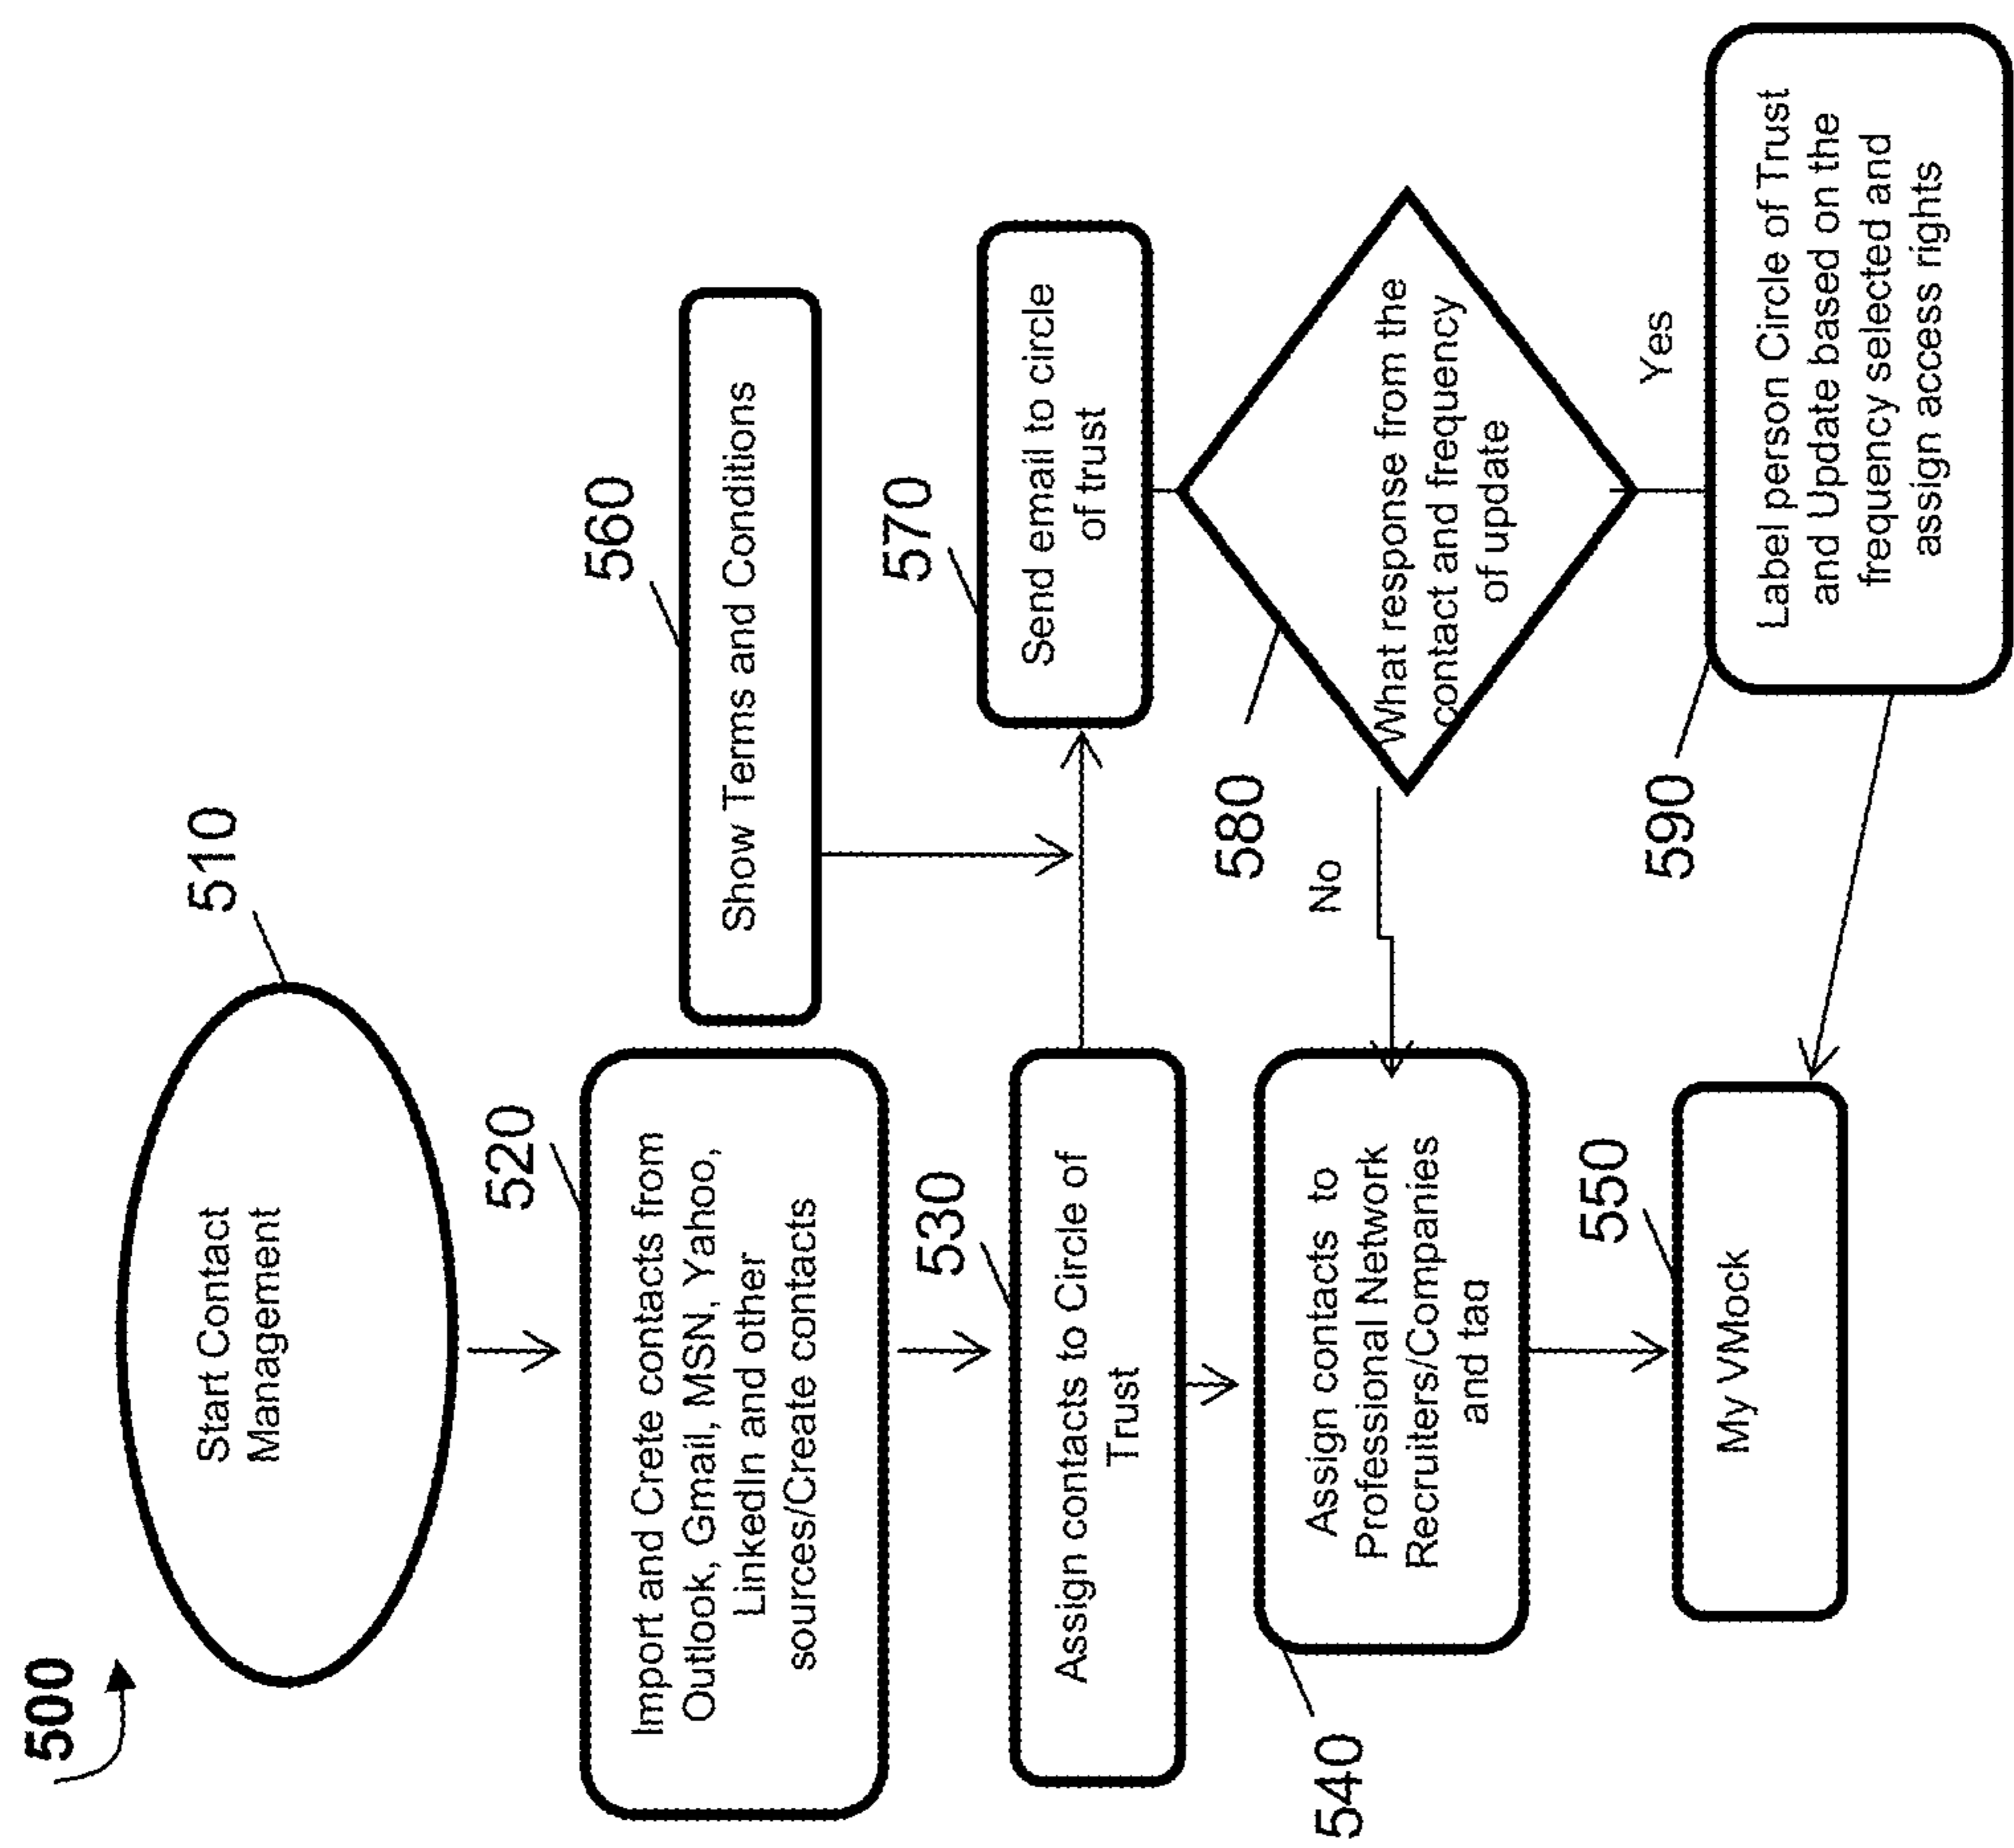 500
510
Start Contact
Management
520
Import and Crete contacts from
Outlook, Gmail, MSN, Yahoo,
LinkedIn and other
sources/Create contacts
560
Show Terms and Conditions
530
Assign contacts to Circle of
Trust
570
Send email to circle
of trust
540
Assign contacts to
Professional Network
Recruiters/Companies
and tag
580
What response from the
contact and frequency
of update
No
Yes
550
My VMock
590
Label person Circle of Trust
and Update based on the
frequency selected and
assign access rights